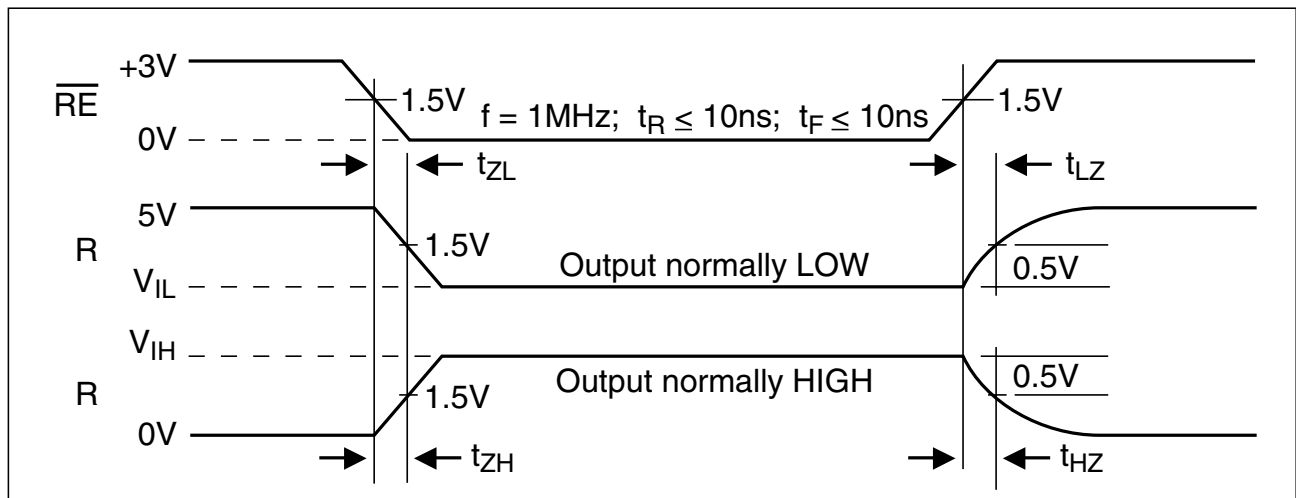 +3V
RE
1.5V
1.5V
f = 1MHz; tR ≤ 10ns; tF ≤ 10ns
0V
tZL
tLZ
5V
R
1.5V
Output normally LOW
0.5V
VIL
VIH
R
1.5V
Output normally HIGH
0.5V
0V
tZH
tHZ